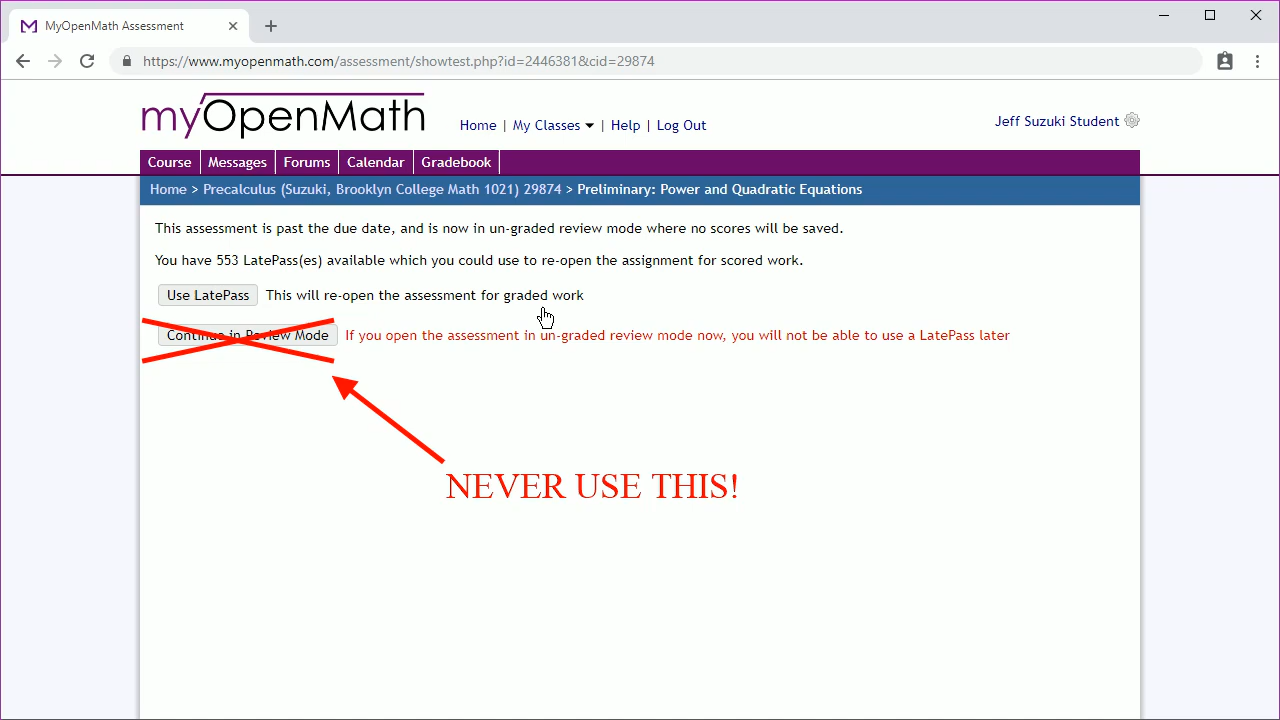 MyOpenMath Assessment
https://www.myopenmath.com/assessment/showtest.php?id=2446381&cid=29874
myOpenMath
Home | My Classes | Help | Log Out
Jeff Suzuki Student
Course Messages Forums Calendar Gradebook
Home > Precalculus (Suzuki, Brooklyn College Math 1021) 29874 > Preliminary: Power and Quadratic Equations
This assessment is past the due date, and is now in un-graded review mode where no scores will be saved.
You have 553 LatePass(es) available which you could use to re-open the assignment for scored work.
Use LatePass This will re-open the assessment for graded work
Continue in Review Mode If you open the assessment in un-graded review mode now, you will not be able to use a LatePass later
NEVER USE THIS!